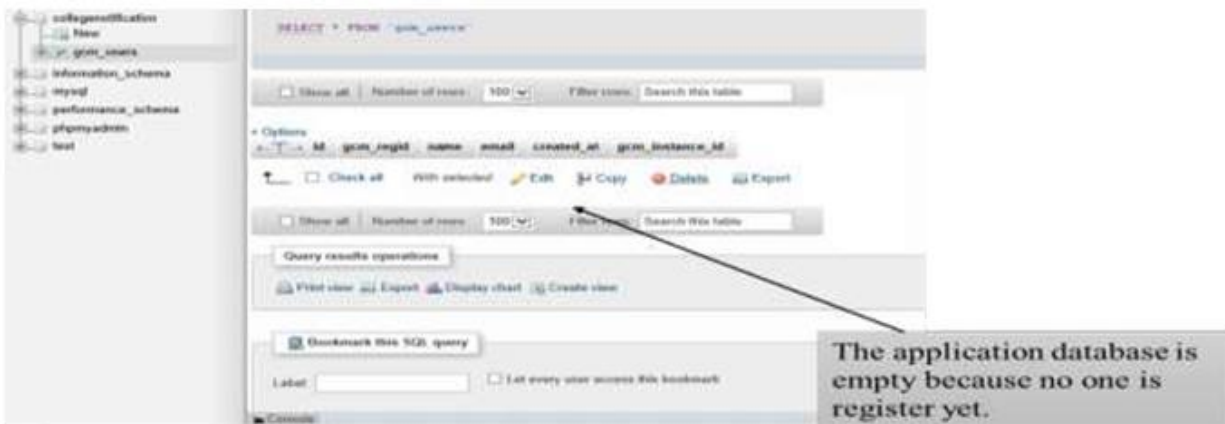 collegenotification
New
gcm_users
information_schema
mysql
performance_schema
phpmyadmin
test
SELECT * FROM `gcm_users`
Show all Number of rows: 100 Filter rows: Search this table
+ Options
id gcm_regid name email created_at gcm_instance_id
Check all With selected: Edit Copy Delete Export
Show all Number of rows: 100 Filter rows: Search this table
Query results operations
Print view Export Display chart Create view
Bookmark this SQL query
Label: Let every user access this bookmark
Console
The application database is
empty because no one is
register yet.